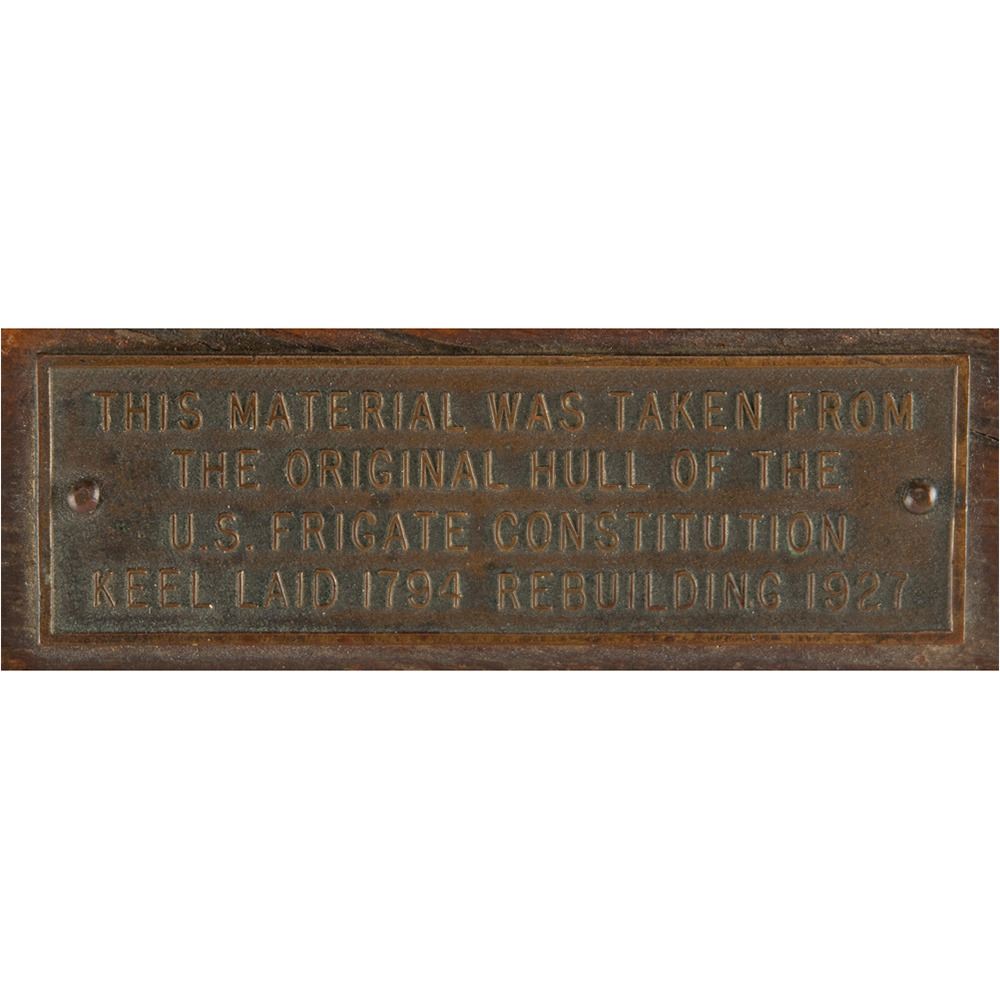 THIS MATERIAL WAS TAKEN FROM
THE ORIGINAL HULL OF THE
U.S. FRIGATE CONSTITUTION
KEEL LAID 1794 REBUILDING 1927